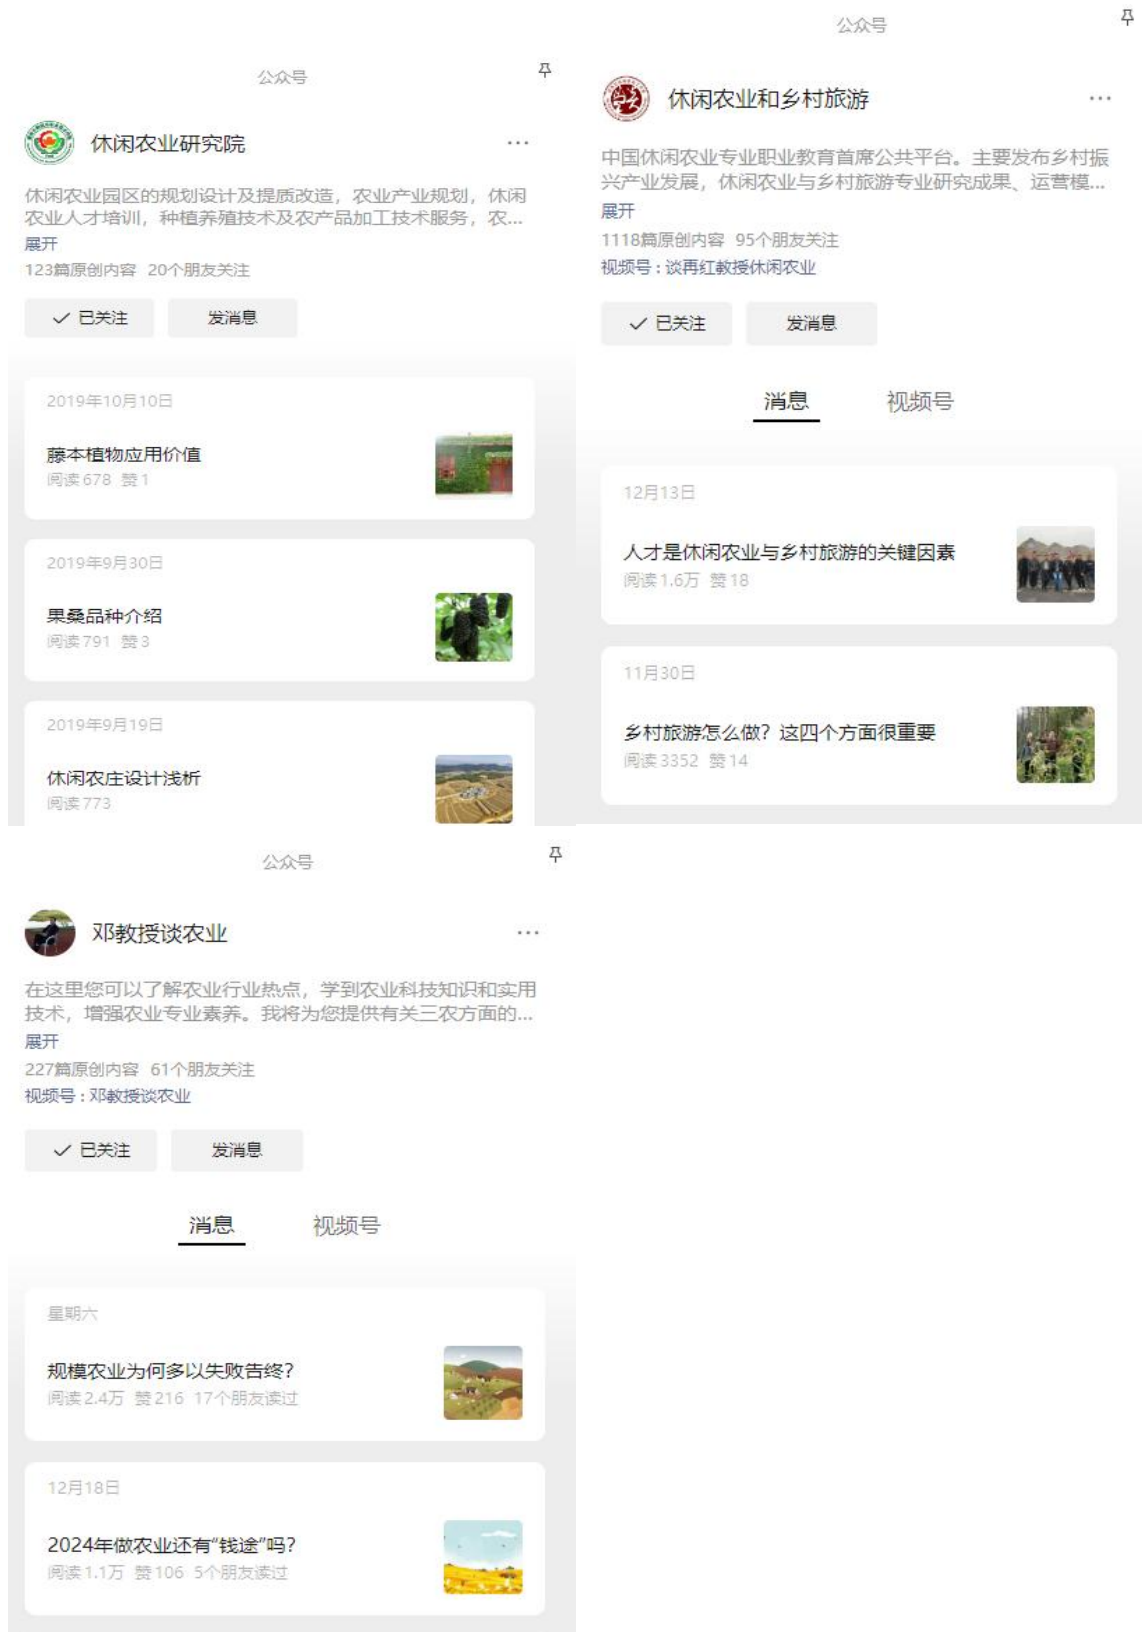 公众号
休闲农业研究院
休闲农业园区的规划设计及提质改造，农业产业规划，休闲
农业人才培训，种植养殖技术及农产品加工技术服务，农...
展开
123篇原创内容 20个朋友关注
已关注 发消息
2019年10月10日
藤本植物应用价值
阅读678 赞1
2019年9月30日
果桑品种介绍
阅读791 赞3
2019年9月19日
休闲农庄设计浅析
阅读773
公众号
休闲农业和乡村旅游
中国休闲农业专业职业教育首席公共平台。主要发布乡村振
兴产业发展，休闲农业与乡村旅游专业研究成果、运营模...
展开
1118篇原创内容 95个朋友关注
视频号：谈再红教授休闲农业
已关注 发消息
消息 视频号
12月13日
人才是休闲农业与乡村旅游的关键因素
阅读1.6万 赞18
11月30日
乡村旅游怎么做？这四个方面很重要
阅读3352 赞14
公众号
邓教授谈农业
在这里您可以了解农业行业热点，学到农业科技知识和实用
技术，增强农业专业素养。我将为您提供有关三农方面的...
展开
227篇原创内容 61个朋友关注
视频号：邓教授谈农业
已关注 发消息
消息 视频号
星期六
规模农业为何多以失败告终？
阅读2.4万 赞216 17个朋友读过
12月18日
2024年做农业还有“钱途”吗？
阅读1.1万 赞106 5个朋友读过